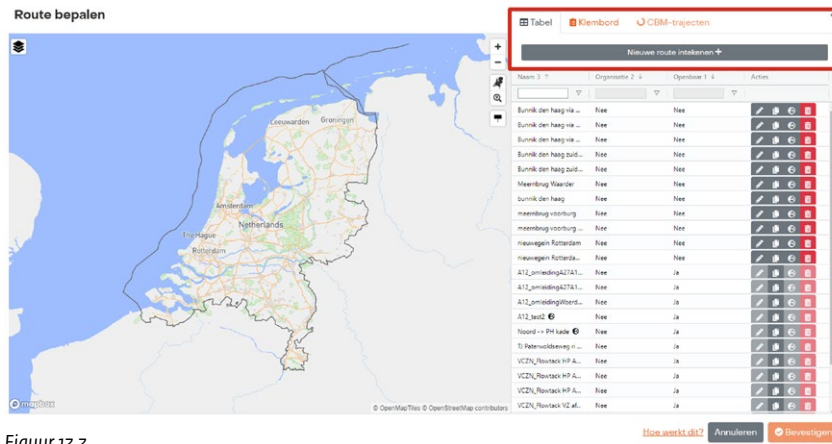 Route bepalen
Tabel Klembord CBM-trajecten
Nieuwe route intekenen +
Naam 3 ↑ Organisatie 2 ↓ Openbaar 1 ↓ Acties
Bunnik den haag via ... Nee Nee
Bunnik den haag via ... Nee Nee
Bunnik den haag via ... Nee Nee
Bunnik den haag zuid... Nee Nee
Bunnik den haag zuid... Nee Nee
Meernbrug Waarder Nee Nee
bunnik den haag Nee Nee
meernbrug voorburg Nee Nee
meernbrug voorburg ... Nee Nee
nieuwegein Rotterdam Nee Nee
nieuwegein Rotterda... Nee Nee
A12_omleidingA27A1... Nee Ja
A12_omleidingA27A1... Nee Ja
A12_omleidingWoerd... Nee Ja
A12_test2 Nee Ja
Noord -> PH kade Nee Ja
Paterwoldseweg n ... Nee Ja
VCZN_Flowtack HP A... Nee Ja
VCZN_Flowtack HP A... Nee Ja
VCZN_Flowtack HP A... Nee Ja
VCZN_Flowtack VZ af... Nee Ja
Leeuwarden
Groningen
Amsterdam
Netherlands
The Hague
Rotterdam
mapbox
© OpenMapTiles © OpenStreetMap contributors
Hoe werkt dit? Annuleren Bevestigen
Figuur 17.7